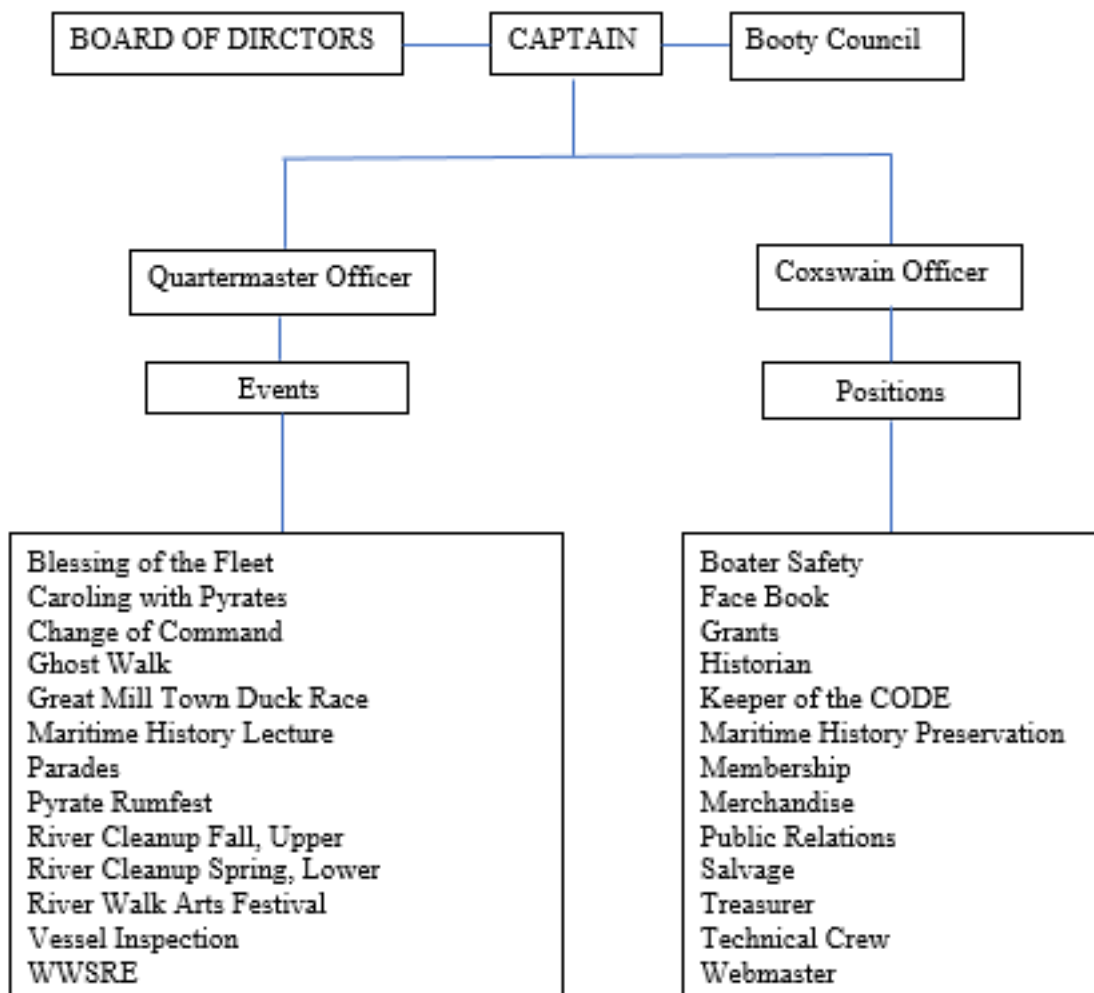 BOARD OF DIRCTORS
CAPTAIN
Booty Council
Quartermaster Officer
Coxswain Officer
Events
Positions
Blessing of the Fleet
Caroling with Pyrates
Change of Command
Ghost Walk
Great Mill Town Duck Race
Maritime History Lecture
Parades
Pyrate Rumfest
River Cleanup Fall, Upper
River Cleanup Spring, Lower
River Walk Arts Festival
Vessel Inspection
WWSRE
Boater Safety
Face Book
Grants
Historian
Keeper of the CODE
Maritime History Preservation
Membership
Merchandise
Public Relations
Salvage
Treasurer
Technical Crew
Webmaster